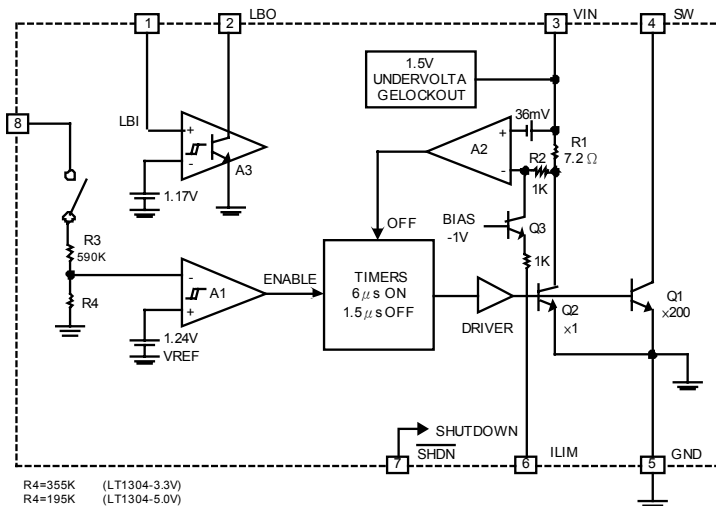 1
2
LBO
3
VIN
4
SW
1.5V
UNDERVOLTA
GELOCKOUT
8
36mV
LBI
+
-
A3
A2
+
-
R1
7.2 Ω
R2
1K
1.17V
BIAS
-1V
Q3
OFF
R3
590K
1K
TIMERS
6μs ON
1.5μs OFF
ENABLE
-
A1
+
R4
DRIVER
Q2
×1
Q1
×200
1.24V
VREF
SHUTDOWN
7
SHDN
6
ILIM
5
GND
R4=355K (LT1304-3.3V)
R4=195K (LT1304-5.0V)